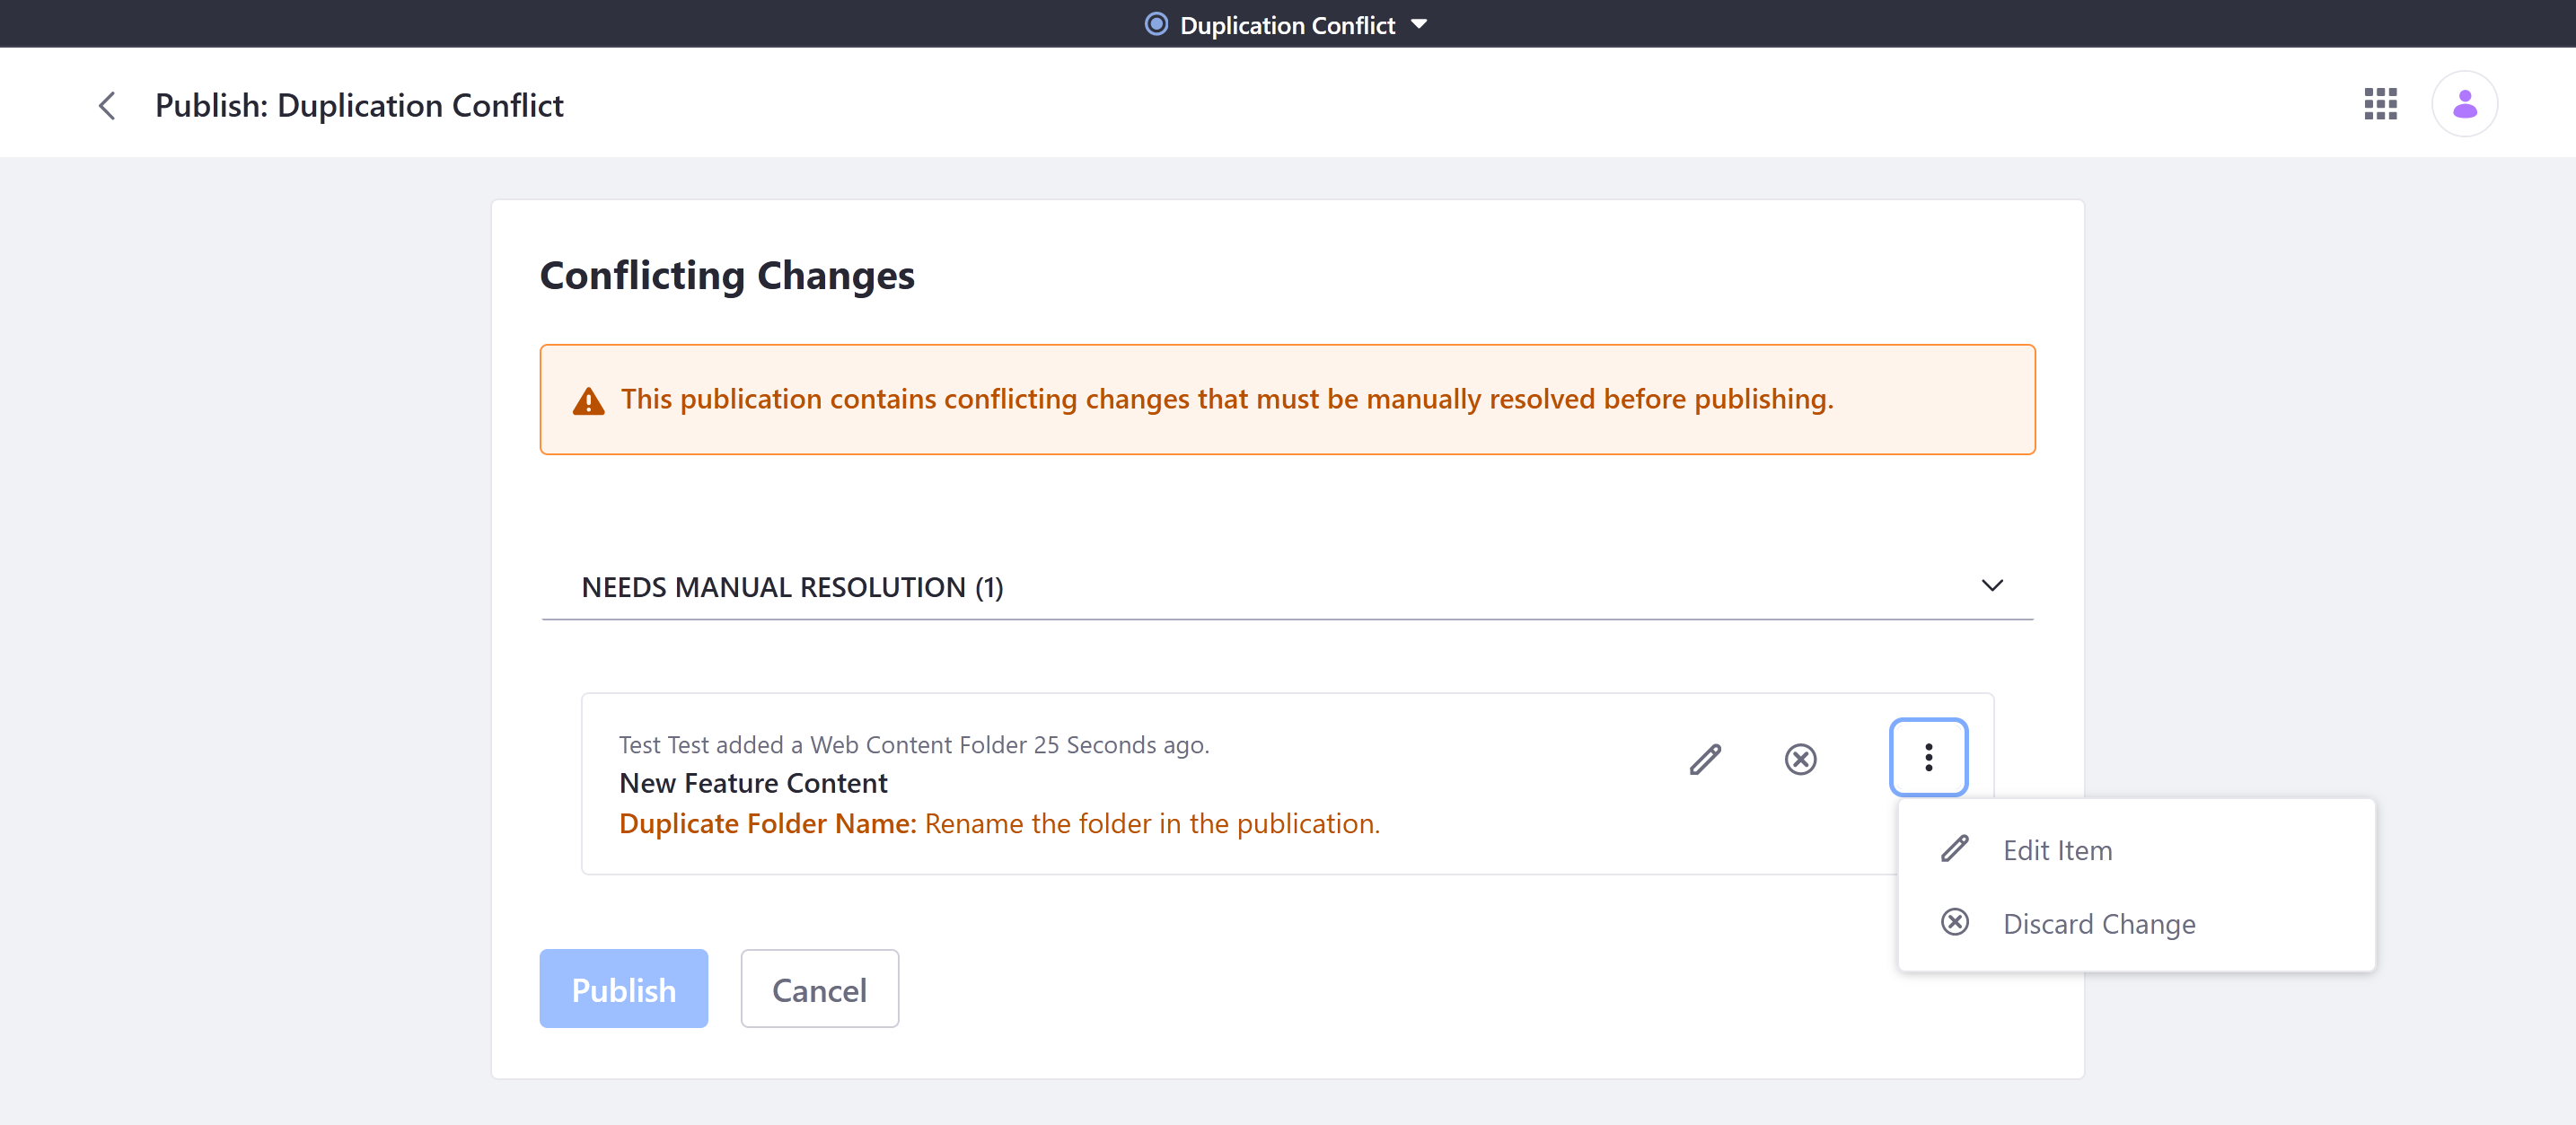 Duplication Conflict
Publish: Duplication Conflict
Conflicting Changes
This publication contains conflicting changes that must be manually resolved before publishing.
NEEDS MANUAL RESOLUTION (1)
Test Test added a Web Content Folder 25 Seconds ago.
New Feature Content
Duplicate Folder Name: Rename the folder in the publication.
Edit Item
Discard Change
Publish
Cancel